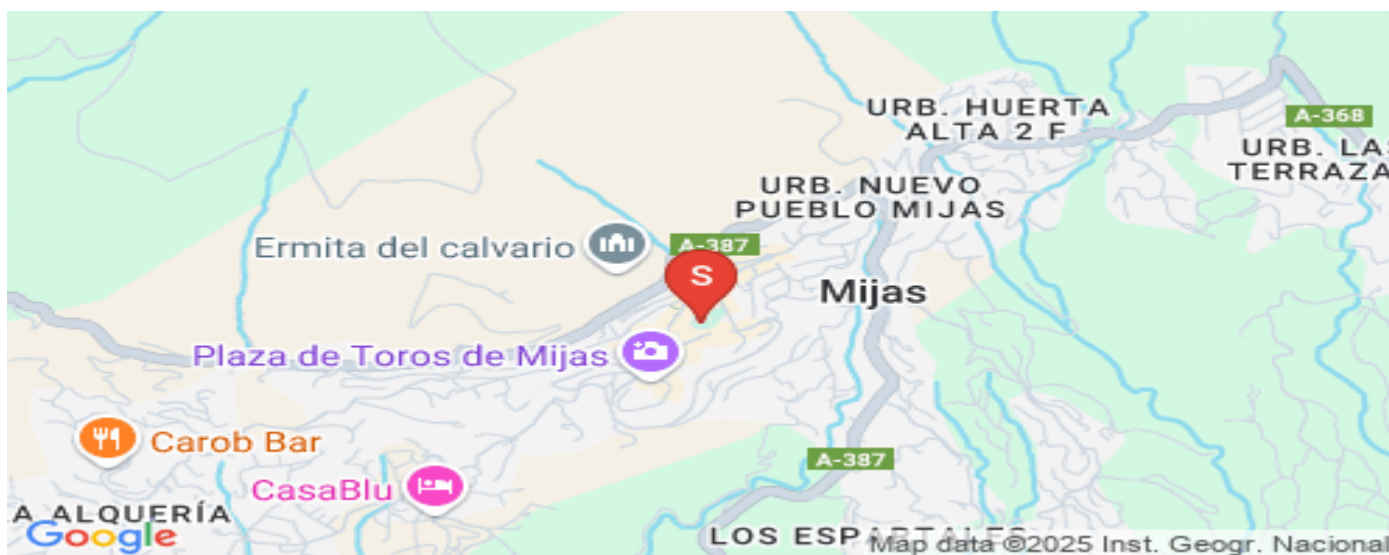 URB. HUERTA
ALTA 2 F
A-368
URB. LAS
TERRAZA
URB. NUEVO
PUEBLO MIJAS
Ermita del calvario
A-387
S
Mijas
Plaza de Toros de Mijas
Carob Bar
A-387
CasaBlu
A ALQUERÍA
Google
LOS ESPARTALES
Map data ©2025 Inst. Geogr. Nacional